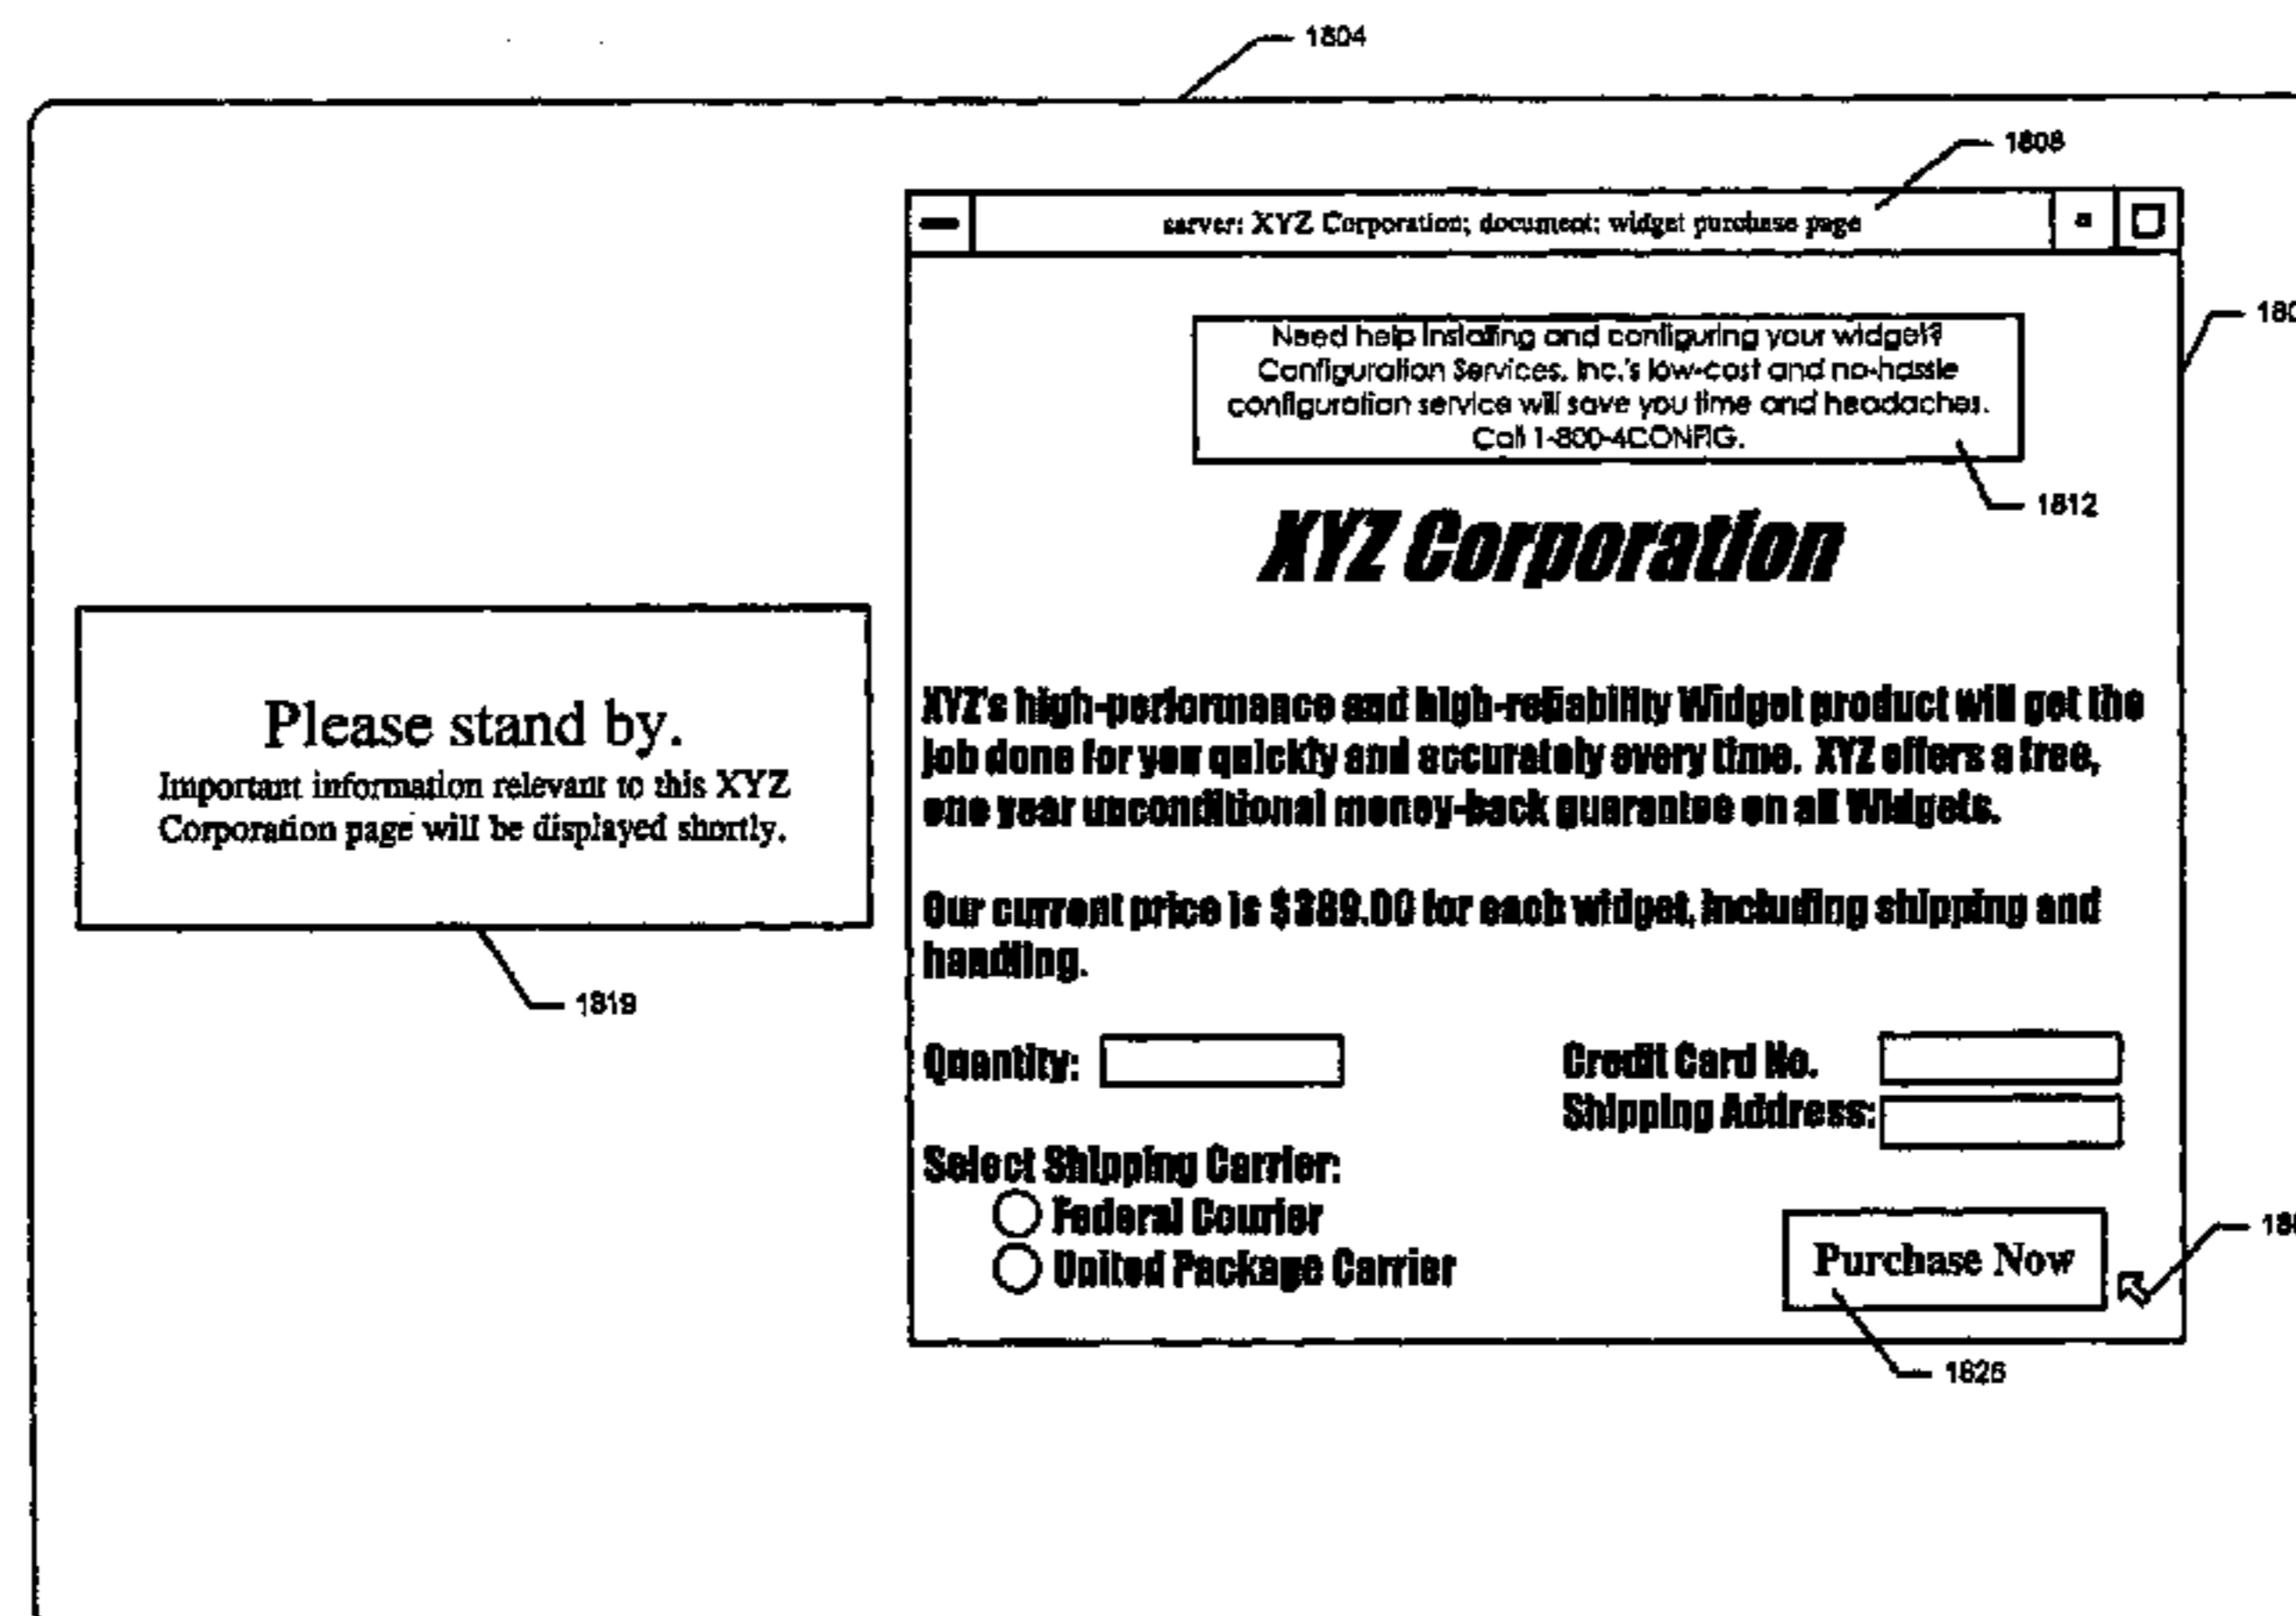 1804
1808
server: XYZ Corporation; document: widget purchase page
Need help installing and configuring your widget?
Configuration Services, Inc.'s low-cost and no-hassle
configuration service will save you time and headaches.
Call 1-800-4CONFIG.
1812
XYZ Corporation
Please stand by.
Important information relevant to this XYZ
Corporation page will be displayed shortly.
1819
XYZ's high-performance and high-reliability Widget product will get the
job done for you quickly and accurately every time. XYZ offers a free,
one year unconditional money-back guarantee on all Widgets.
Our current price is $389.00 for each widget, including shipping and
handling.
Quantity:
Credit Card No.
Shipping Address:
Select Shipping Carrier:
Federal Courier
United Package Carrier
Purchase Now
1826